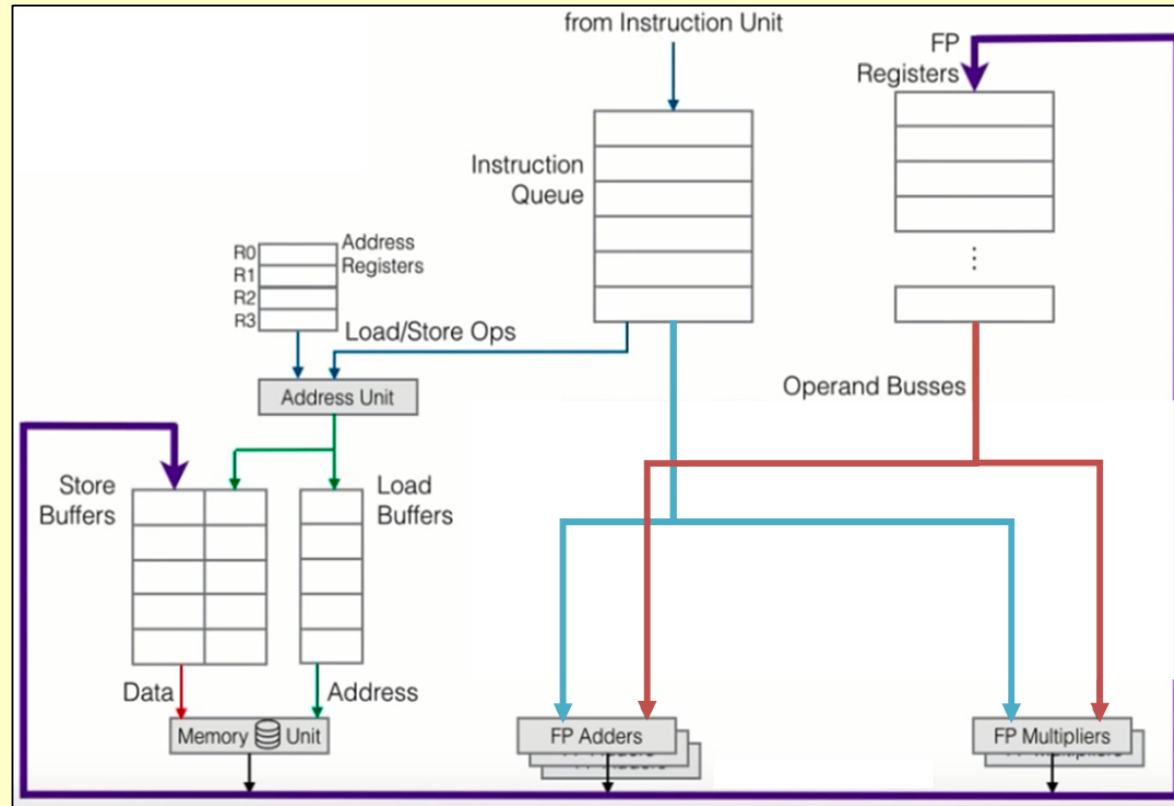 from Instruction Unit
FP
Registers
Instruction
Queue
R0
R1
R2
R3
Address
Registers
Load/Store Ops
Address Unit
Operand Busses
Store
Buffers
Load
Buffers
Data
Address
Memory Unit
FP Adders
FP Multipliers